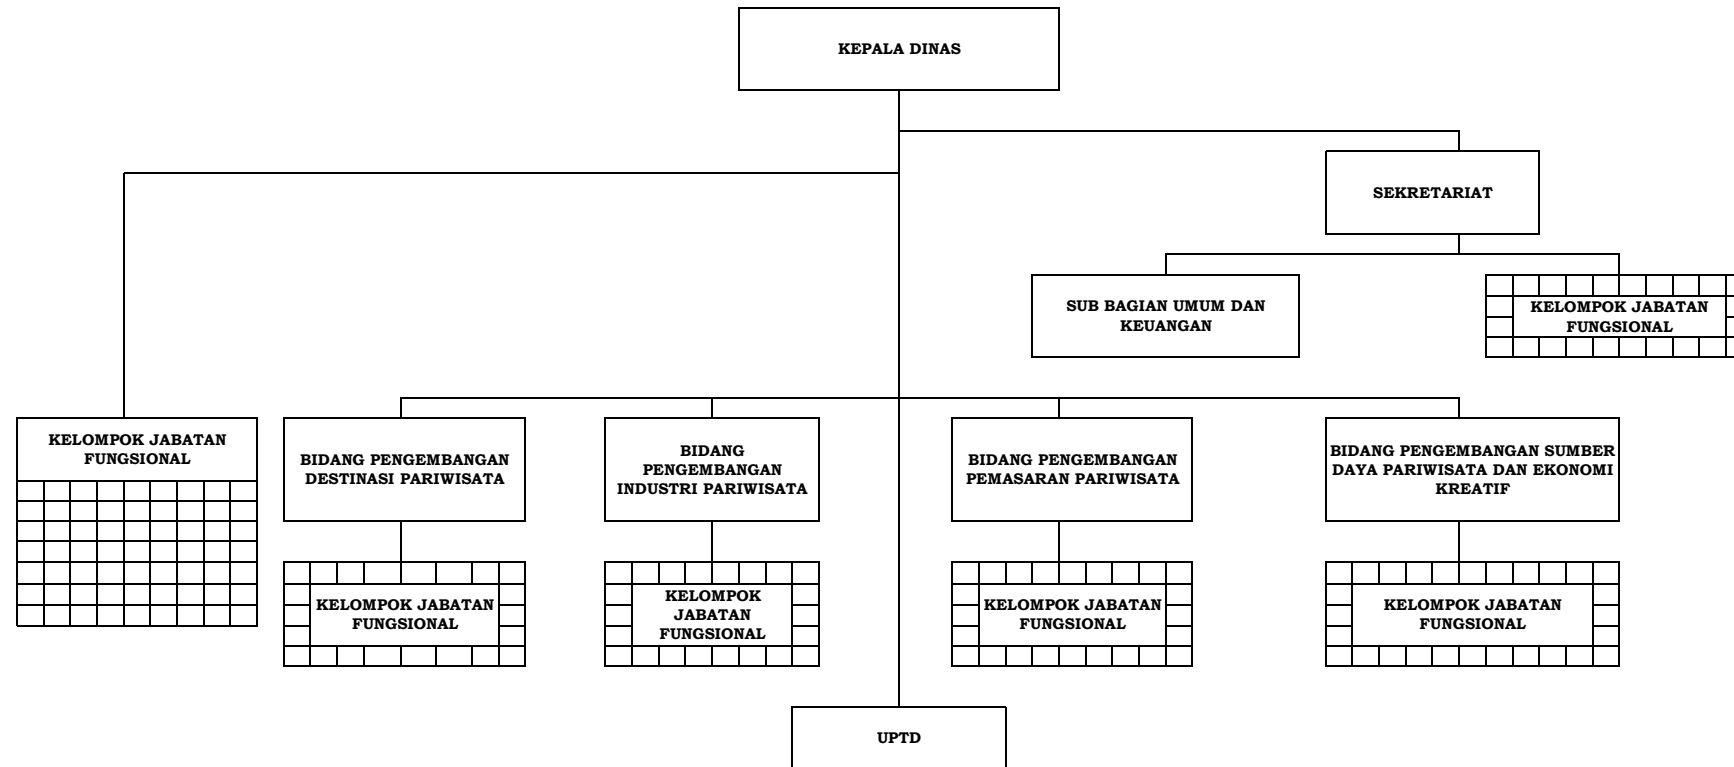 KEPALA DINAS
SEKRETARIAT
SUB BAGIAN UMUM DAN
KEUANGAN
KELOMPOK JABATAN
FUNGSIONAL
KELOMPOK JABATAN
FUNGSIONAL
BIDANG PENGEMBANGAN
DESTINASI PARIWISATA
BIDANG
PENGEMBANGAN
INDUSTRI PARIWISATA
BIDANG PENGEMBANGAN
PEMASARAN PARIWISATA
BIDANG PENGEMBANGAN SUMBER
DAYA PARIWISATA DAN EKONOMI
KREATIF
KELOMPOK JABATAN
FUNGSIONAL
KELOMPOK
JABATAN
FUNGSIONAL
KELOMPOK JABATAN
FUNGSIONAL
KELOMPOK JABATAN
FUNGSIONAL
UPTD